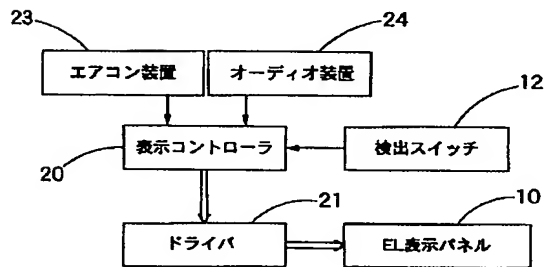 23
24
エアコン装置
オーディオ装置
12
表示コントローラ
検出スイッチ
20
21
10
ドライバ
EL表示パネル